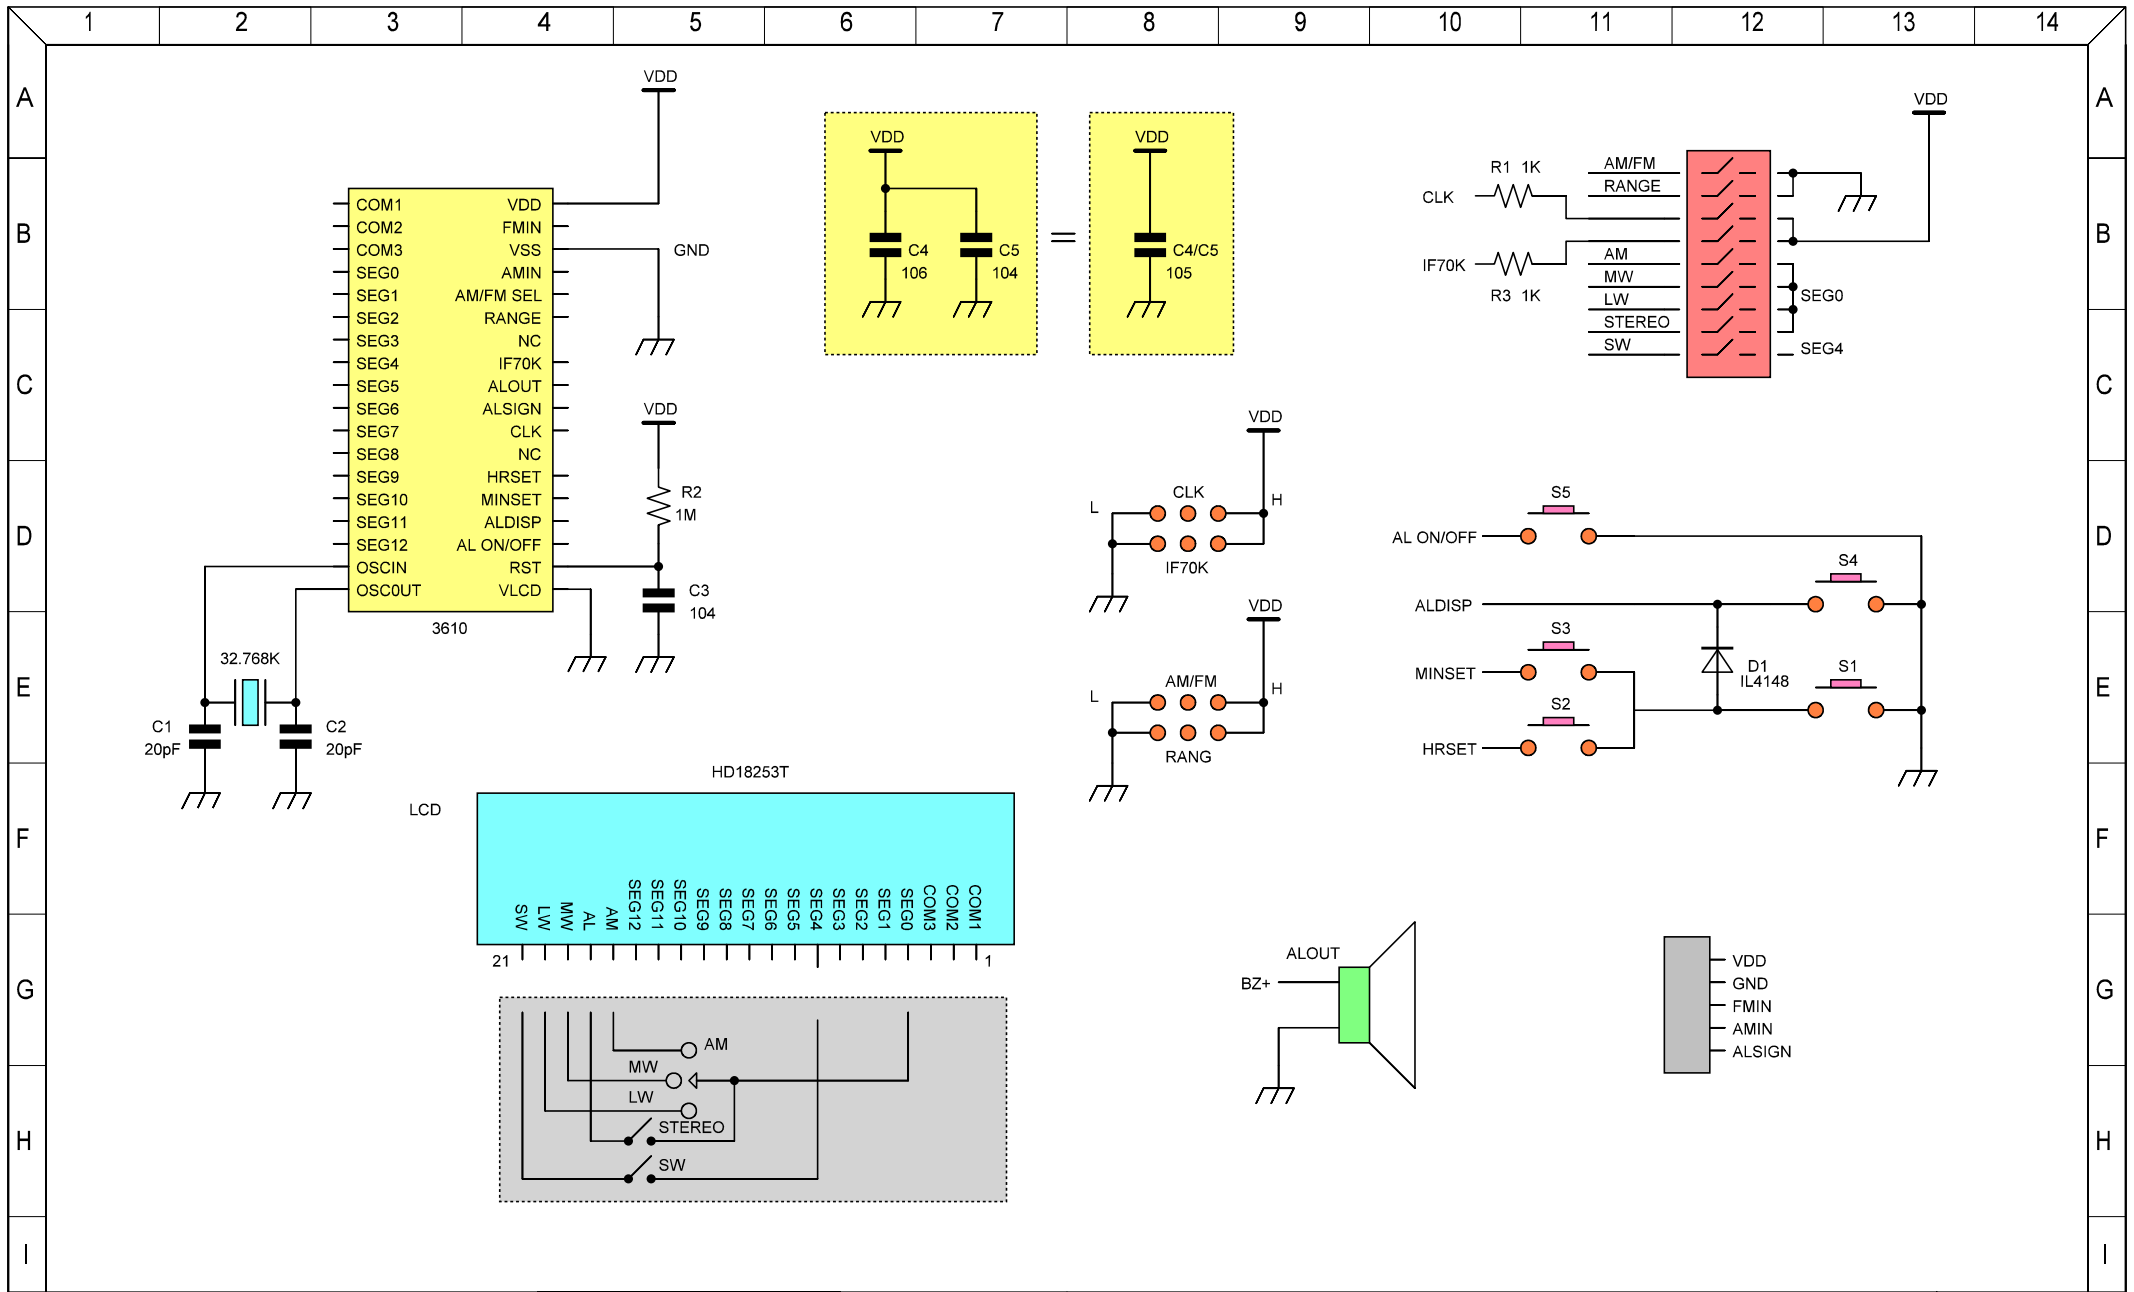 1 2 3 4 5 6 7 8 9 10 11 12 13 14
A
B
C
D
E
F
G
H
I
A
B
C
D
E
F
G
H
I
VDD
COM1
COM2
COM3
SEG0
SEG1
SEG2
SEG3
SEG4
SEG5
SEG6
SEG7
SEG8
SEG9
SEG10
SEG11
SEG12
OSCIN
OSC0UT
VDD
FMIN
VSS
AMIN
AM/FM SEL
RANGE
NC
IF70K
ALOUT
ALSIGN
CLK
NC
HRSET
MINSET
ALDISP
AL ON/OFF
RST
VLCD
3610
GND
VDD
R2
1M
C3
104
32.768K
C1
20pF
C2
20pF
VDD
C4
106
C5
104
=
VDD
C4/C5
105
VDD
R1 1K
CLK
IF70K
R3 1K
AM/FM
RANGE
AM
MW
LW
STEREO
SW
SEG0
SEG4
VDD
L
CLK
H
IF70K
VDD
L
AM/FM
H
RANG
S5
AL ON/OFF
S4
ALDISP
S3
MINSET
D1
IL4148
S1
S2
HRSET
HD18253T
LCD
SW
LW
MW
AL
AM
SEG12
SEG11
SEG10
SEG9
SEG8
SEG7
SEG6
SEG5
SEG4
SEG3
SEG2
SEG1
SEG0
COM3
COM2
COM1
21
1
AM
MW
LW
STEREO
SW
ALOUT
BZ+
VDD
GND
FMIN
AMIN
ALSIGN